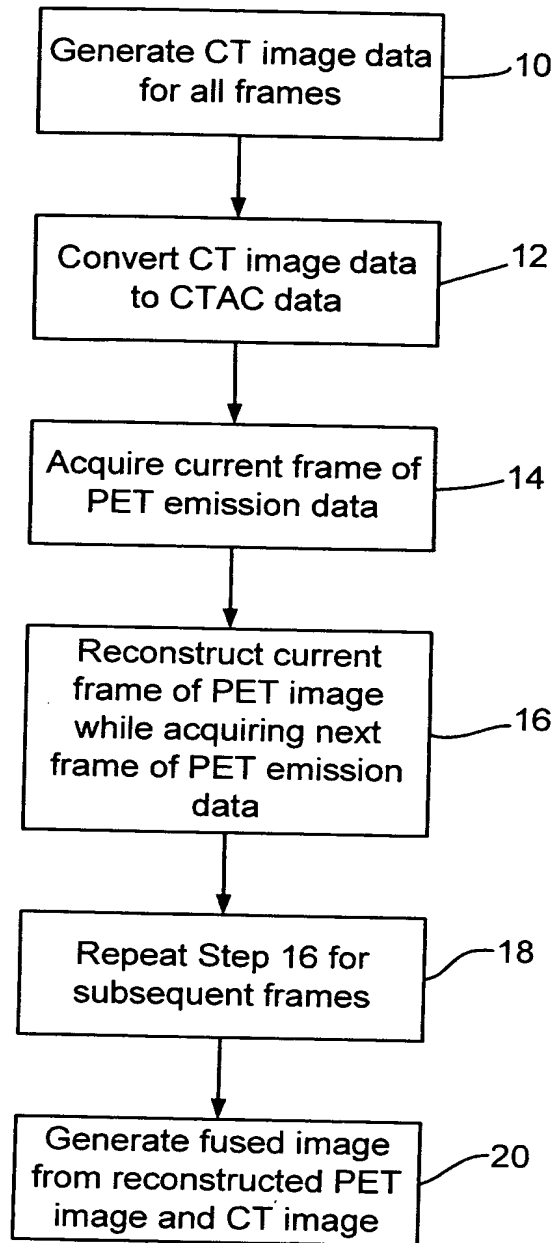 Generate CT image data
for all frames
10
Convert CT image data
to CTAC data
12
Acquire current frame of
PET emission data
14
Reconstruct current
frame of PET image
while acquiring next
frame of PET emission
data
16
Repeat Step 16 for
subsequent frames
18
Generate fused image
from reconstructed PET
image and CT image
20